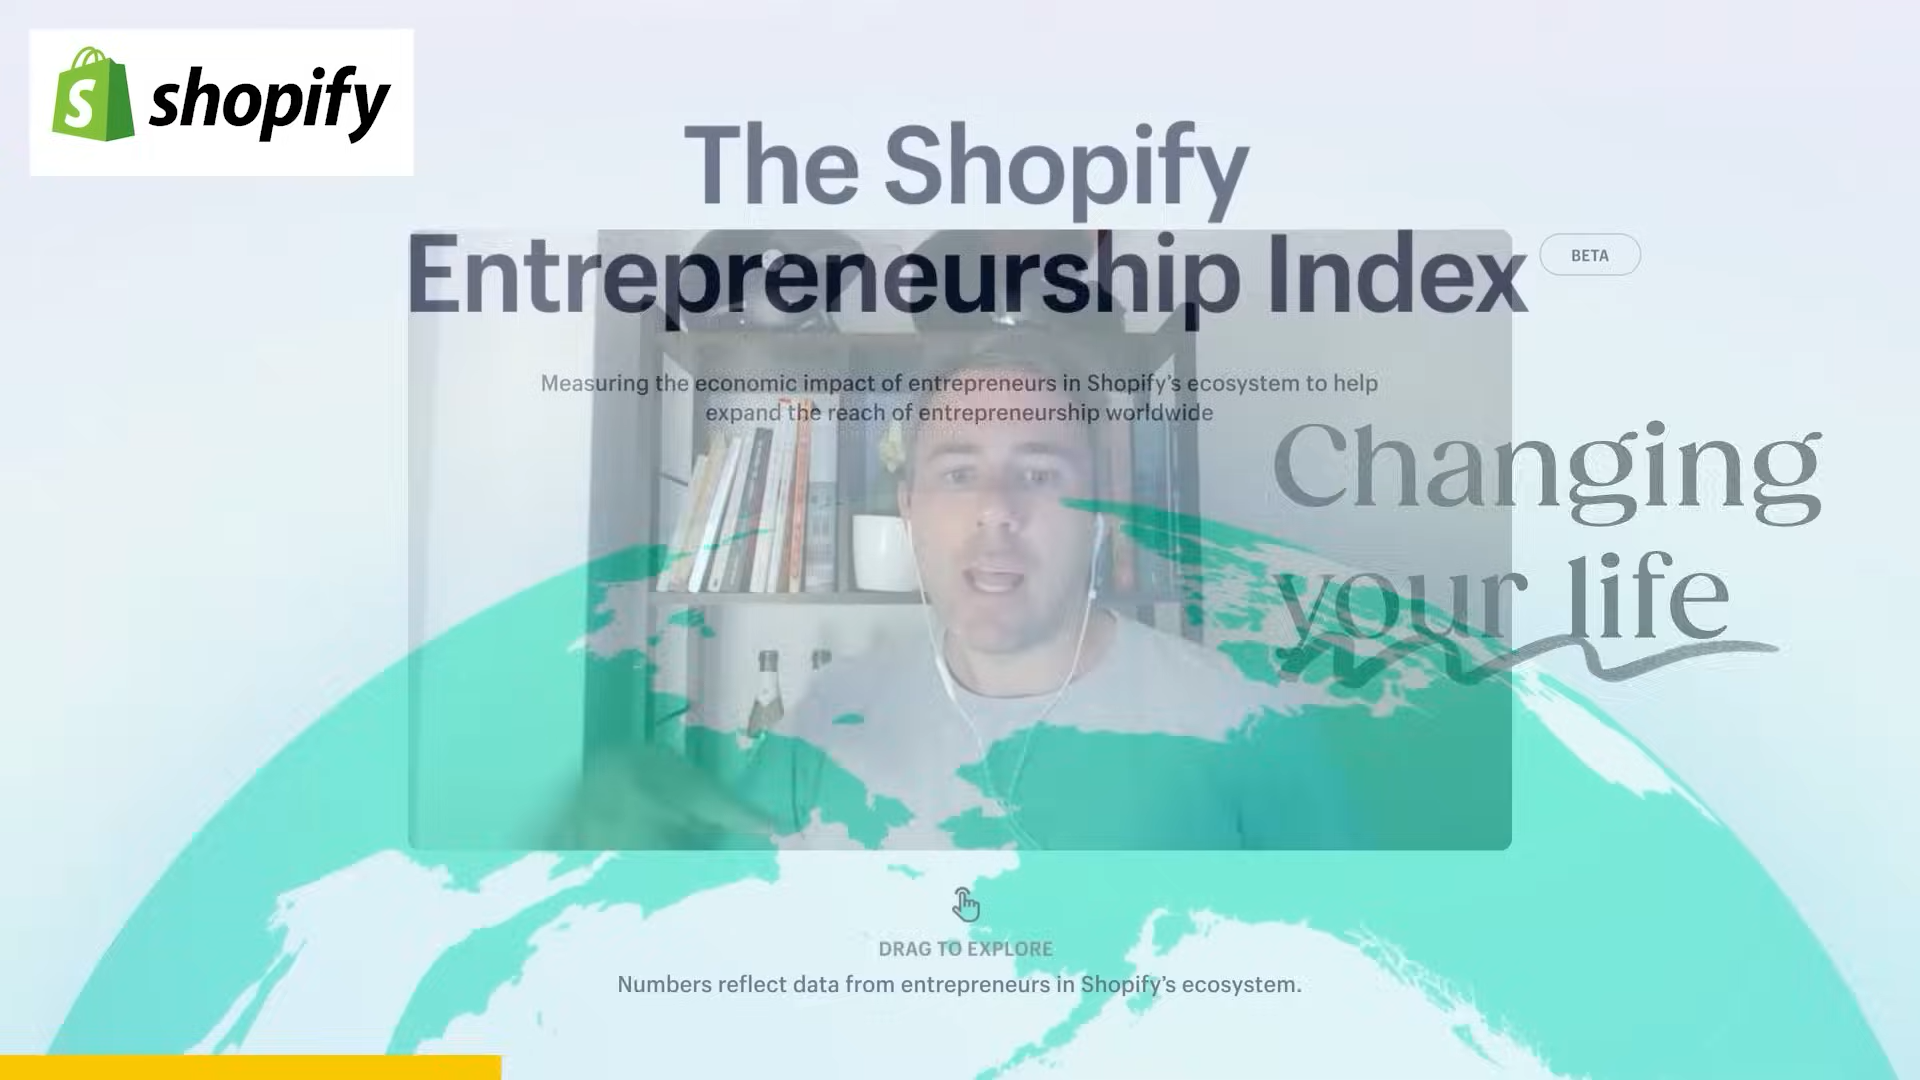 shopify
The Shopify
Entrepreneurship Index
BETA
Measuring the economic impact of entrepreneurs in Shopify’s ecosystem to help
expand the reach of entrepreneurship worldwide
Changing
your life
DRAG TO EXPLORE
Numbers reflect data from entrepreneurs in Shopify’s ecosystem.